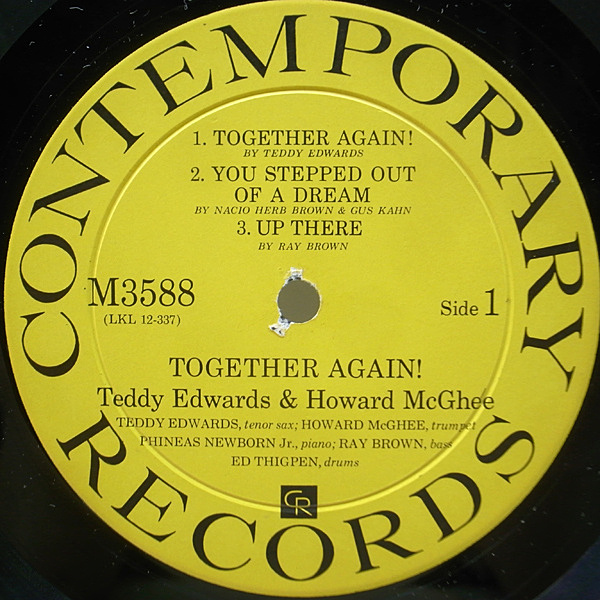 CONTEMPORARY
1. TOGETHER AGAIN!
BY TEDDY EDWARDS
2. YOU STEPPED OUT
OF A DREAM
BY NACIO HERB BROWN & GUS KAHN
3. UP THERE
BY RAY BROWN
M3588
(LKL 12-337)
Side 1
TOGETHER AGAIN!
Teddy Edwards & Howard McGhee
TEDDY EDWARDS, tenor sax; HOWARD McGHEE, trumpet
PHINEAS NEWBORN Jr., piano; RAY BROWN, bass
ED THIGPEN, drums
CR
RECORDS